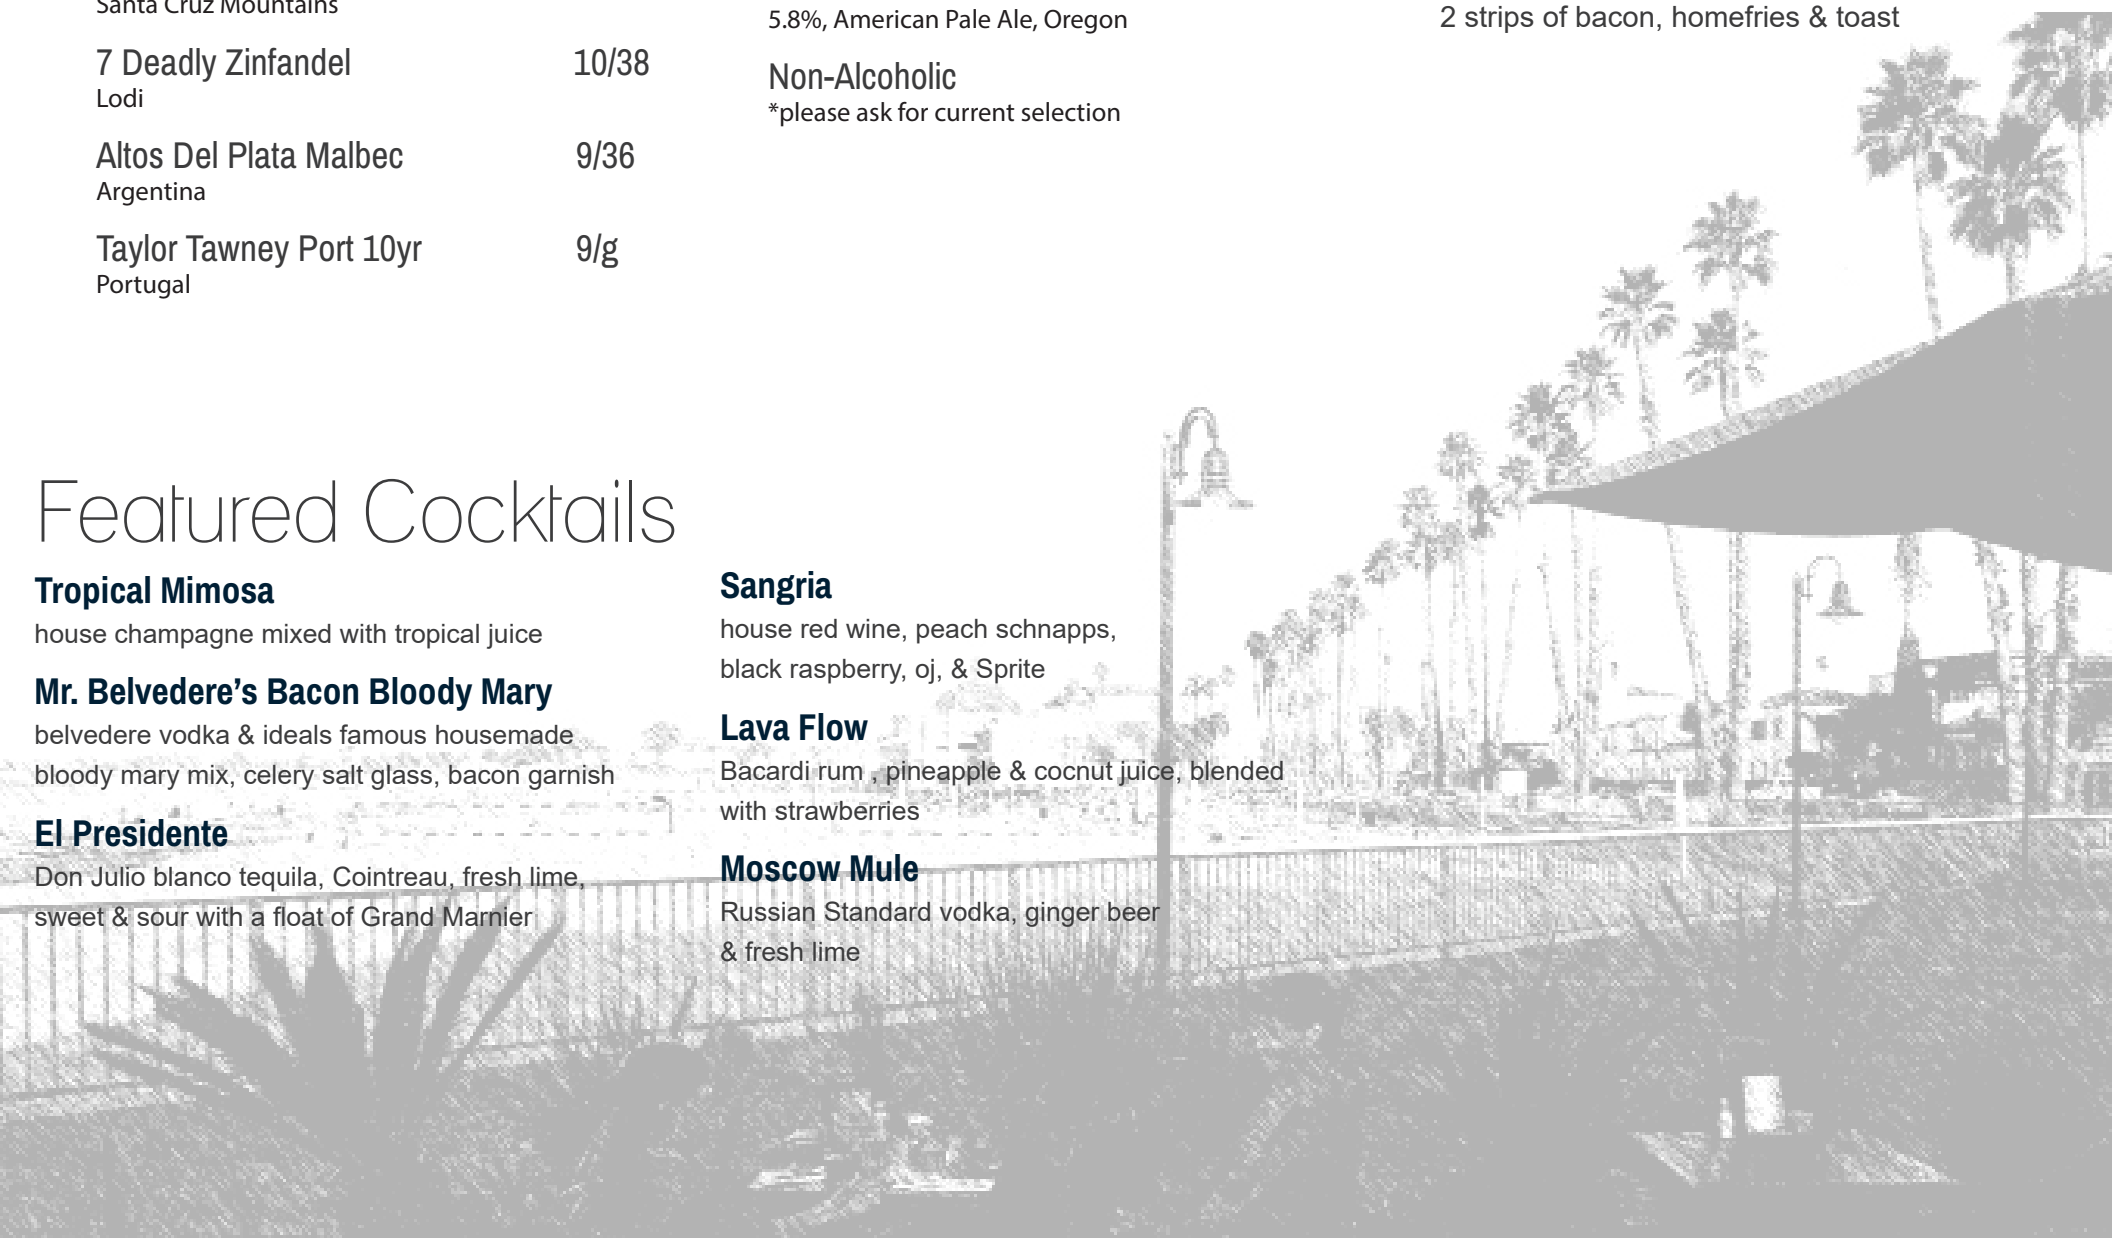 Santa Cruz Mountains
7 Deadly Zinfandel 10/38
Lodi
Altos Del Plata Malbec 9/36
Argentina
Taylor Tawney Port 10yr 9/g
Portugal
5.8%, American Pale Ale, Oregon
Non-Alcoholic
*please ask for current selection
2 strips of bacon, homefries & toast
Featured Cocktails
Tropical Mimosa
house champagne mixed with tropical juice
Mr. Belvedere’s Bacon Bloody Mary
belvedere vodka & ideals famous housemade
bloody mary mix, celery salt glass, bacon garnish
El Presidente
Don Julio blanco tequila, Cointreau, fresh lime,
sweet & sour with a float of Grand Marnier
Sangria
house red wine, peach schnapps,
black raspberry, oj, & Sprite
Lava Flow
Bacardi rum , pineapple & cocnut juice, blended
with strawberries
Moscow Mule
Russian Standard vodka, ginger beer
& fresh lime